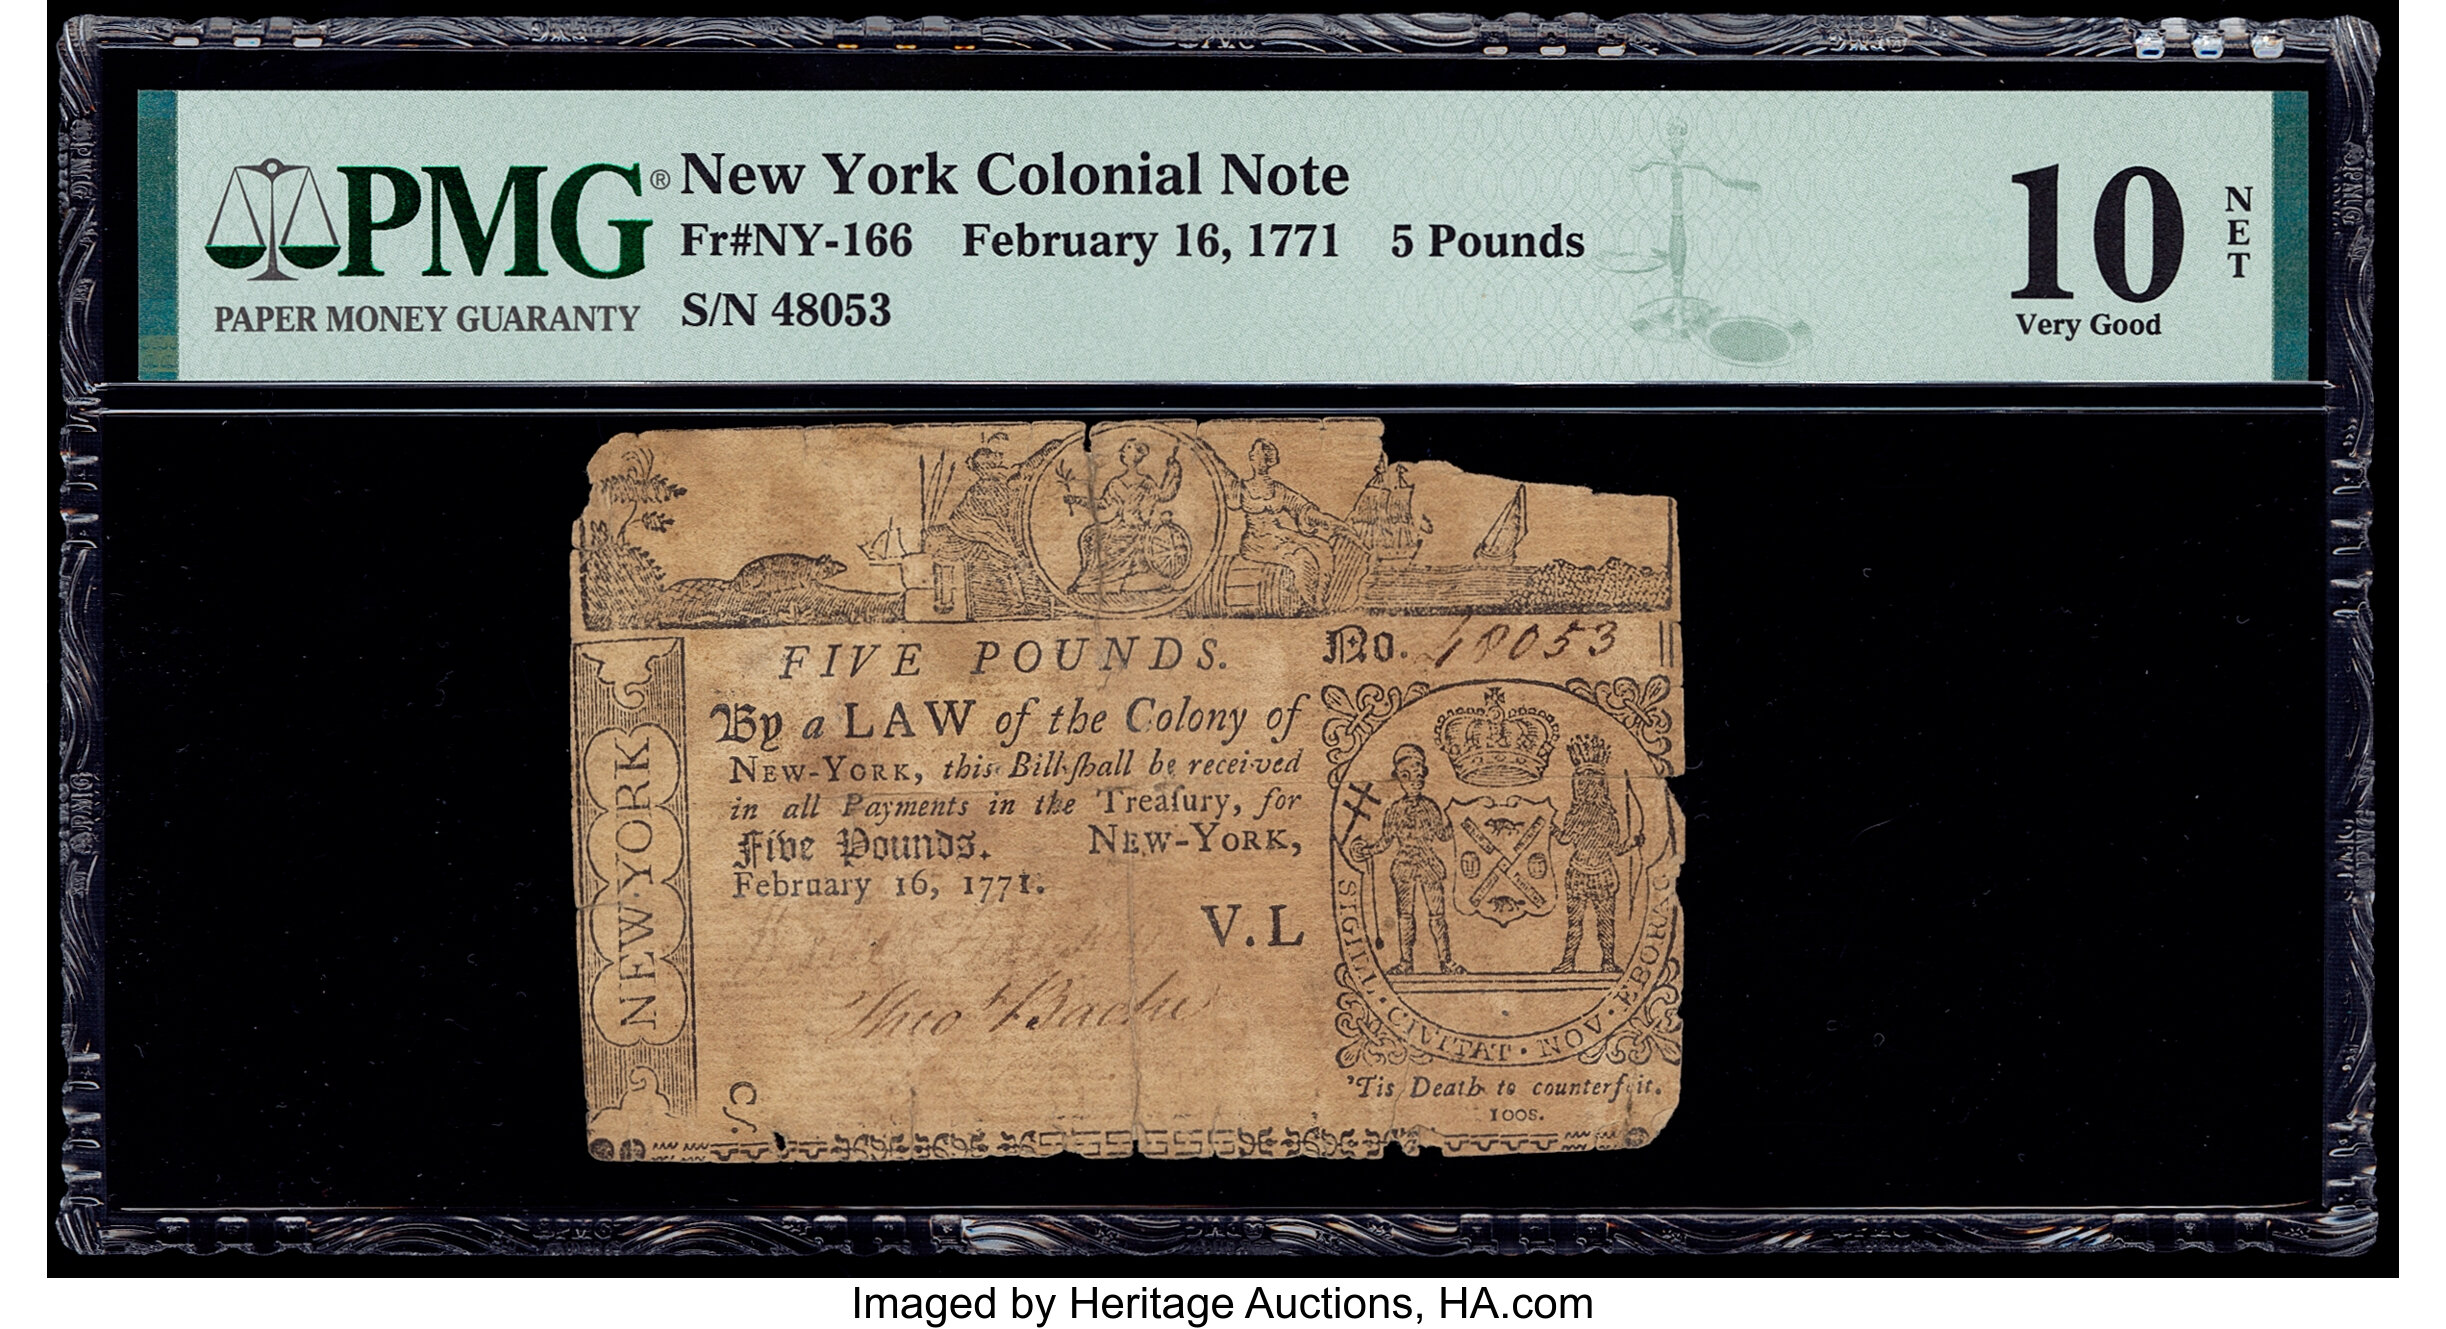 PMG®
PAPER MONEY GUARANTY
New York Colonial Note
Fr#NY-166 February 16, 1771 5 Pounds
S/N 48053
10
NET
Very Good
FIVE POUNDS.
No. 48053
By a LAW of the Colony of
NEW-YORK, this Bill ſhall be received
in all Payments in the Treaſury, for
Five Pounds. NEW-YORK,
February 16, 1771.
V.L
Theo Bache
NEW-YORK
SIGILL · CIVITAT · NOV · EBORAC
'Tis Death to counterfeit.
100s.
Imaged by Heritage Auctions, HA.com